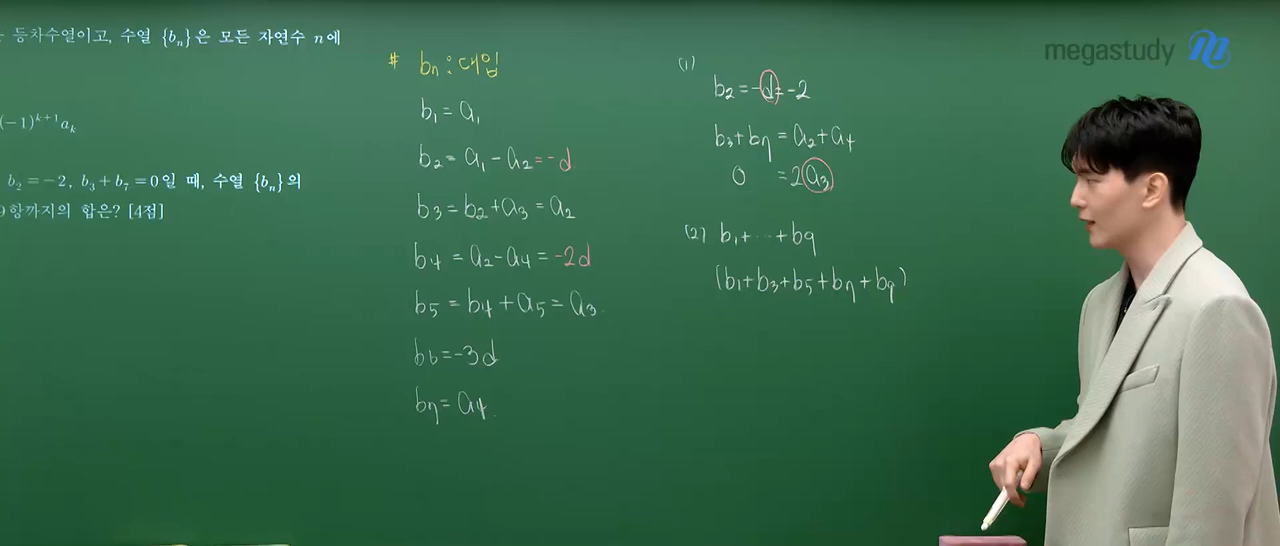 등차수열이고, 수열 {bₙ}은 모든 자연수 n에
(-1)^{k+1}a_k
b₂=-2, b₃+b₇=0일 때, 수열 {bₙ}의
9항까지의 합은? [4점]
# bₙ : 대입
b₁=a₁
b₂=a₁-a₂=-d
b₃=b₂+a₃=a₂
b₄=a₂-a₄=-2d
b₅=b₄+a₅=a₃
b₆=-3d
b₇=a₄
(1)
b₂=-d=-2
b₃+b₇=a₂+a₄
0 =2a₃
(2) b₁+⋯+b₉
(b₁+b₃+b₅+b₇+b₉)
megastudy